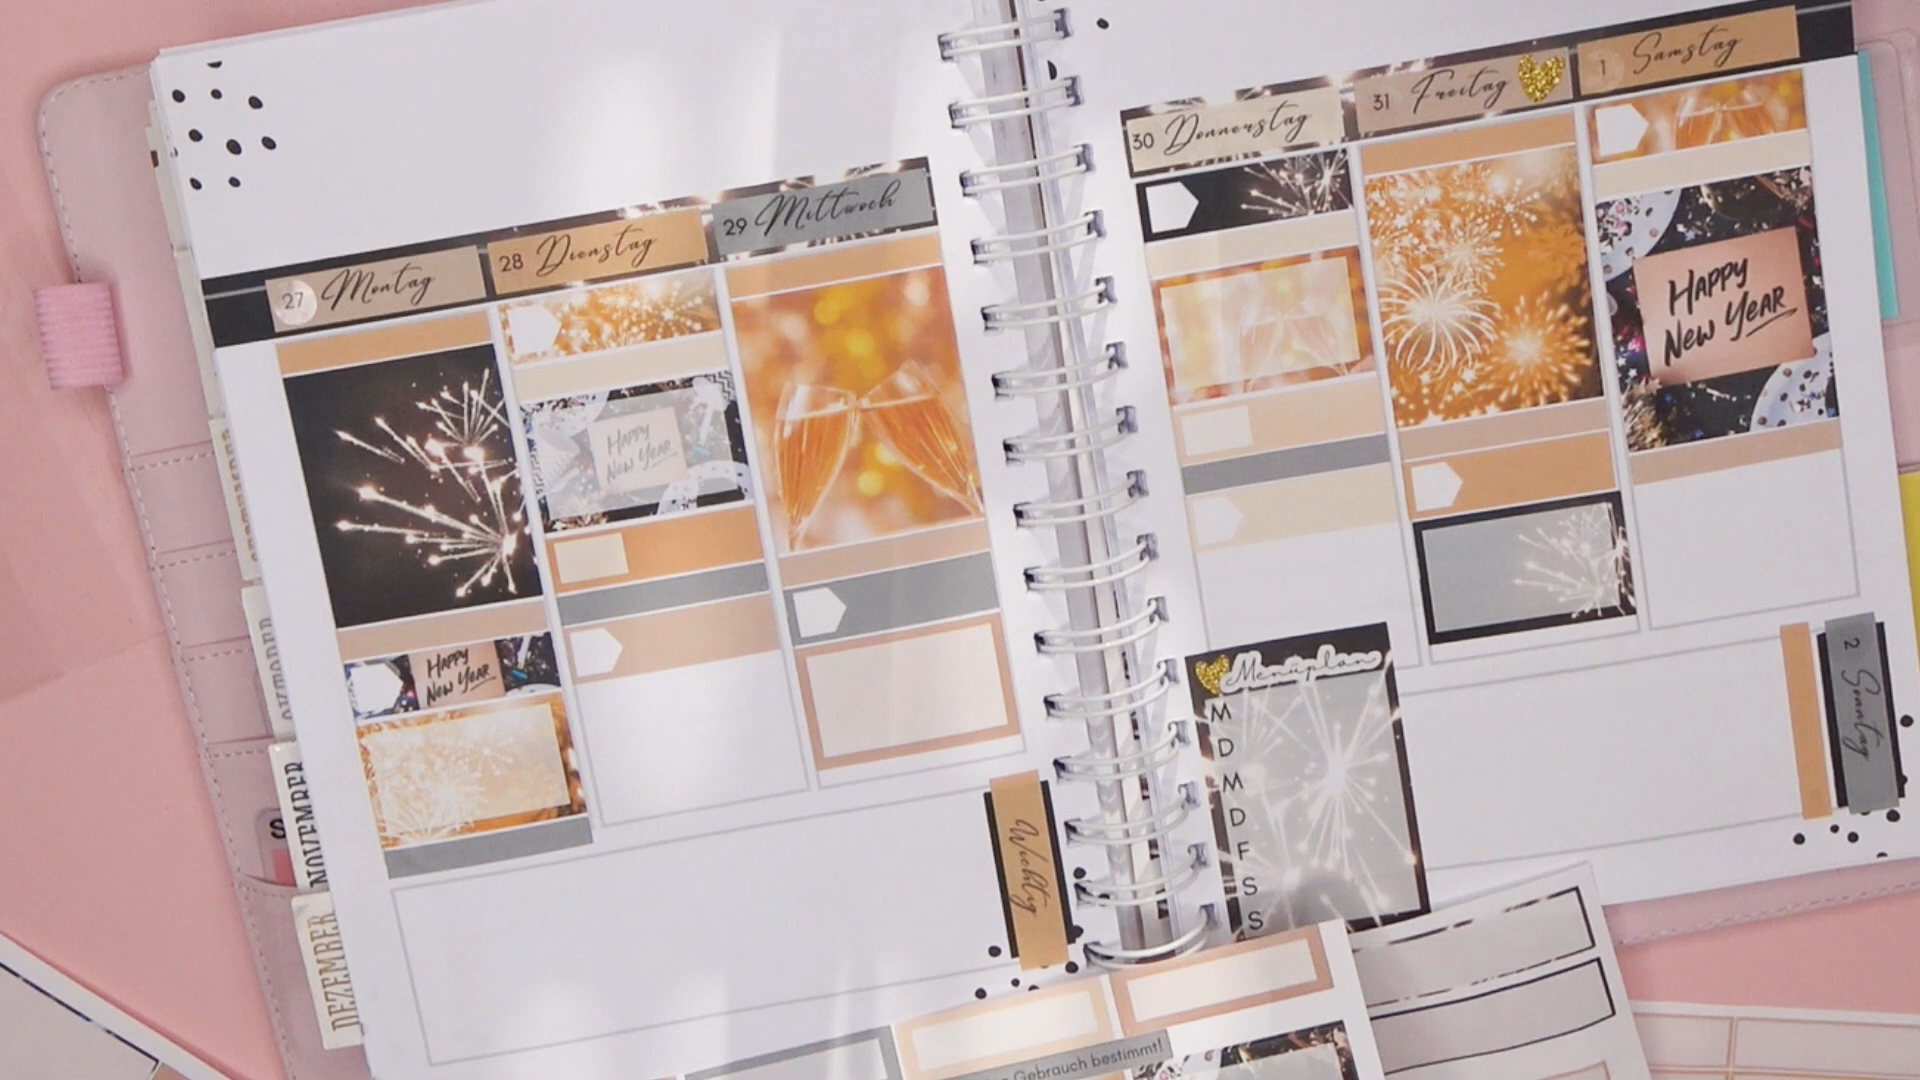 27 Montag
28 Dienstag
29 Mittwoch
30 Donnerstag
31 Freitag
1 Samstag
HAPPY
NEW YEAR
HAPPY
NEW YEAR
HAPPY
NEW YEAR
Menüplan
M
D
M
D
F
S
S
Wichtig
2 Sonntag
NOVEMBER
DEZEMBER
Gebrauch bestimmt!